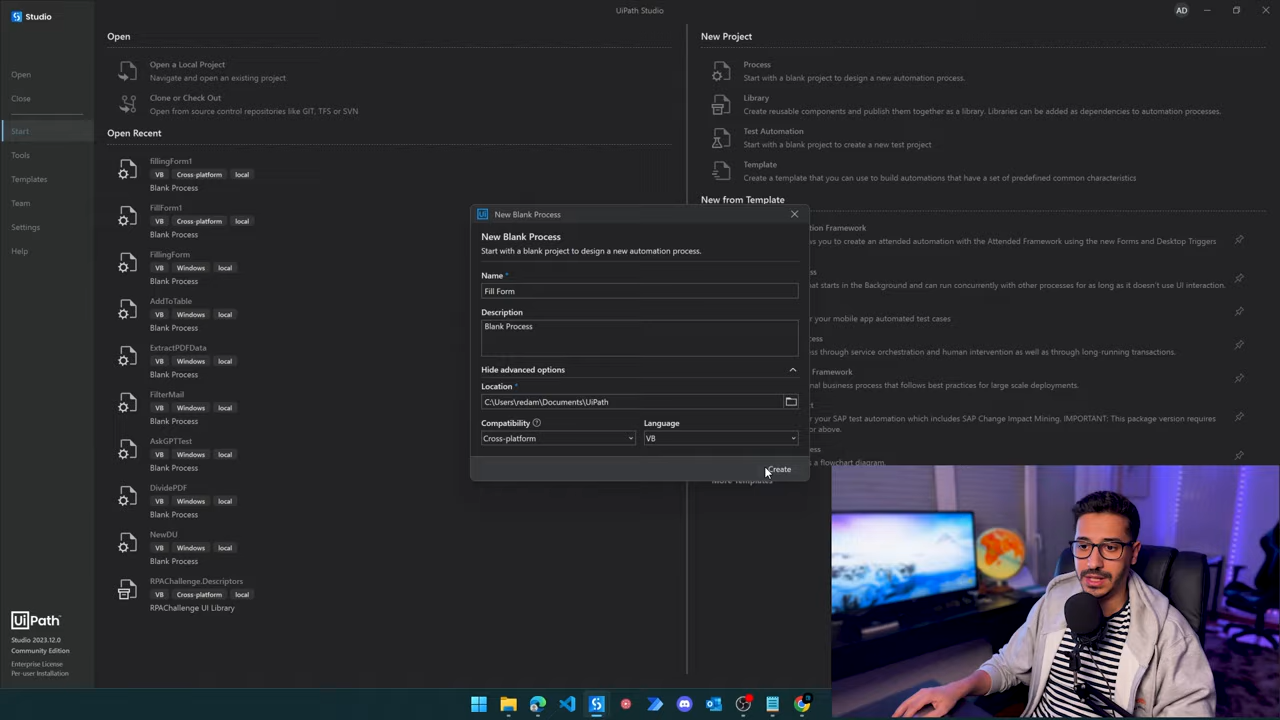 Studio
UiPath Studio
AD
Open
Close
Start
Tools
Templates
Team
Settings
Help
Open
Open a Local Project
Navigate and open an existing project
Clone or Check Out
Open from source control repositories like GIT, TFS or SVN
Open Recent
fillingForm1
VB Cross-platform local
Blank Process
FillForm1
VB Cross-platform local
Blank Process
FillingForm
VB Windows local
Blank Process
AddToTable
VB Windows local
Blank Process
ExtractPDFData
VB Windows local
Blank Process
FilterMail
VB Windows local
Blank Process
AskGPTTest
VB Windows local
Blank Process
DividePDF
VB Windows local
Blank Process
NewDU
VB Windows local
Blank Process
RPAChallenge.Descriptors
VB Cross-platform local
RPAChallenge UI Library
New Project
Process
Start with a blank project to design a new automation process.
Library
Create reusable components and publish them together as a library. Libraries can be added as dependencies to automation projects.
Test Automation
Start with a blank project to create a new test project
Template
Create a template that you can use to build automations that have a set of predefined common characteristics
New from Template
Framework
you to create an attended automation with the Attended Framework using the new Forms and Desktop Triggers
that starts in the Background and can run concurrently with other processes for as long as it doesn't use UI interaction.
your mobile app automated test cases
through service orchestration and human intervention as well as through long-running transactions.
Framework
business process that follows best practices for large scale deployments.
SAP test automation which includes SAP Change Impact Mining. IMPORTANT: This package version requires
or above.
a flowchart diagram.
More Templates
Ui New Blank Process
New Blank Process
Start with a blank project to design a new automation process.
Name *
Fill Form
Description
Blank Process
Hide advanced options
Location *
C:\Users\redam\Documents\UiPath
Compatibility ? Language
Cross-platform VB
Create
UiPath
Studio 2023.12.0
Community Edition
Enterprise License
Per-user Installation